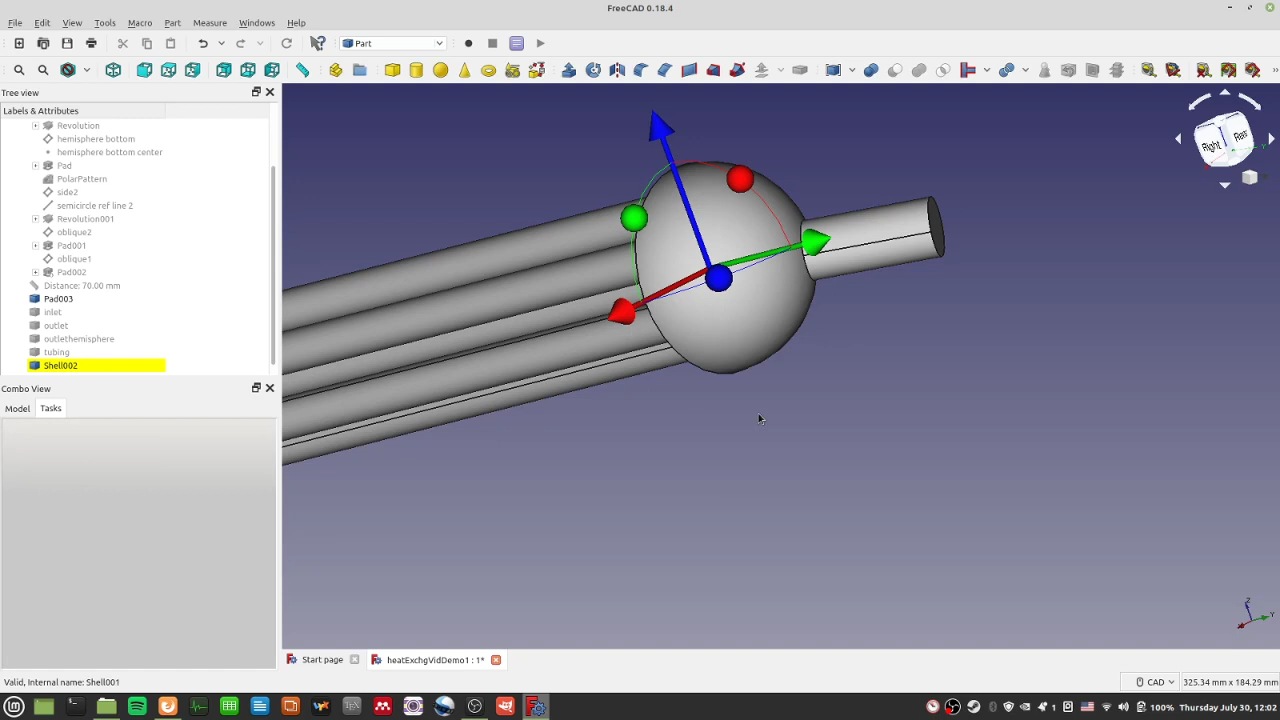 FreeCAD 0.18.4
File Edit View Tools Macro Part Measure Windows Help
Part
Tree view
Labels & Attributes
Revolution
hemisphere bottom
hemisphere bottom center
Pad
PolarPattern
side2
semicircle ref line 2
Revolution001
oblique2
Pad001
oblique1
Pad002
Distance: 70.00 mm
Pad003
inlet
outlet
outlethemisphere
tubing
Shell002
Combo View
Model Tasks
Right Rear
Z
Y
Start page heatExchgVidDemo1 : 1*
Valid, Internal name: Shell001 CAD 325.34 mm x 184.29 mm
1 100% Thursday July 30, 12:02